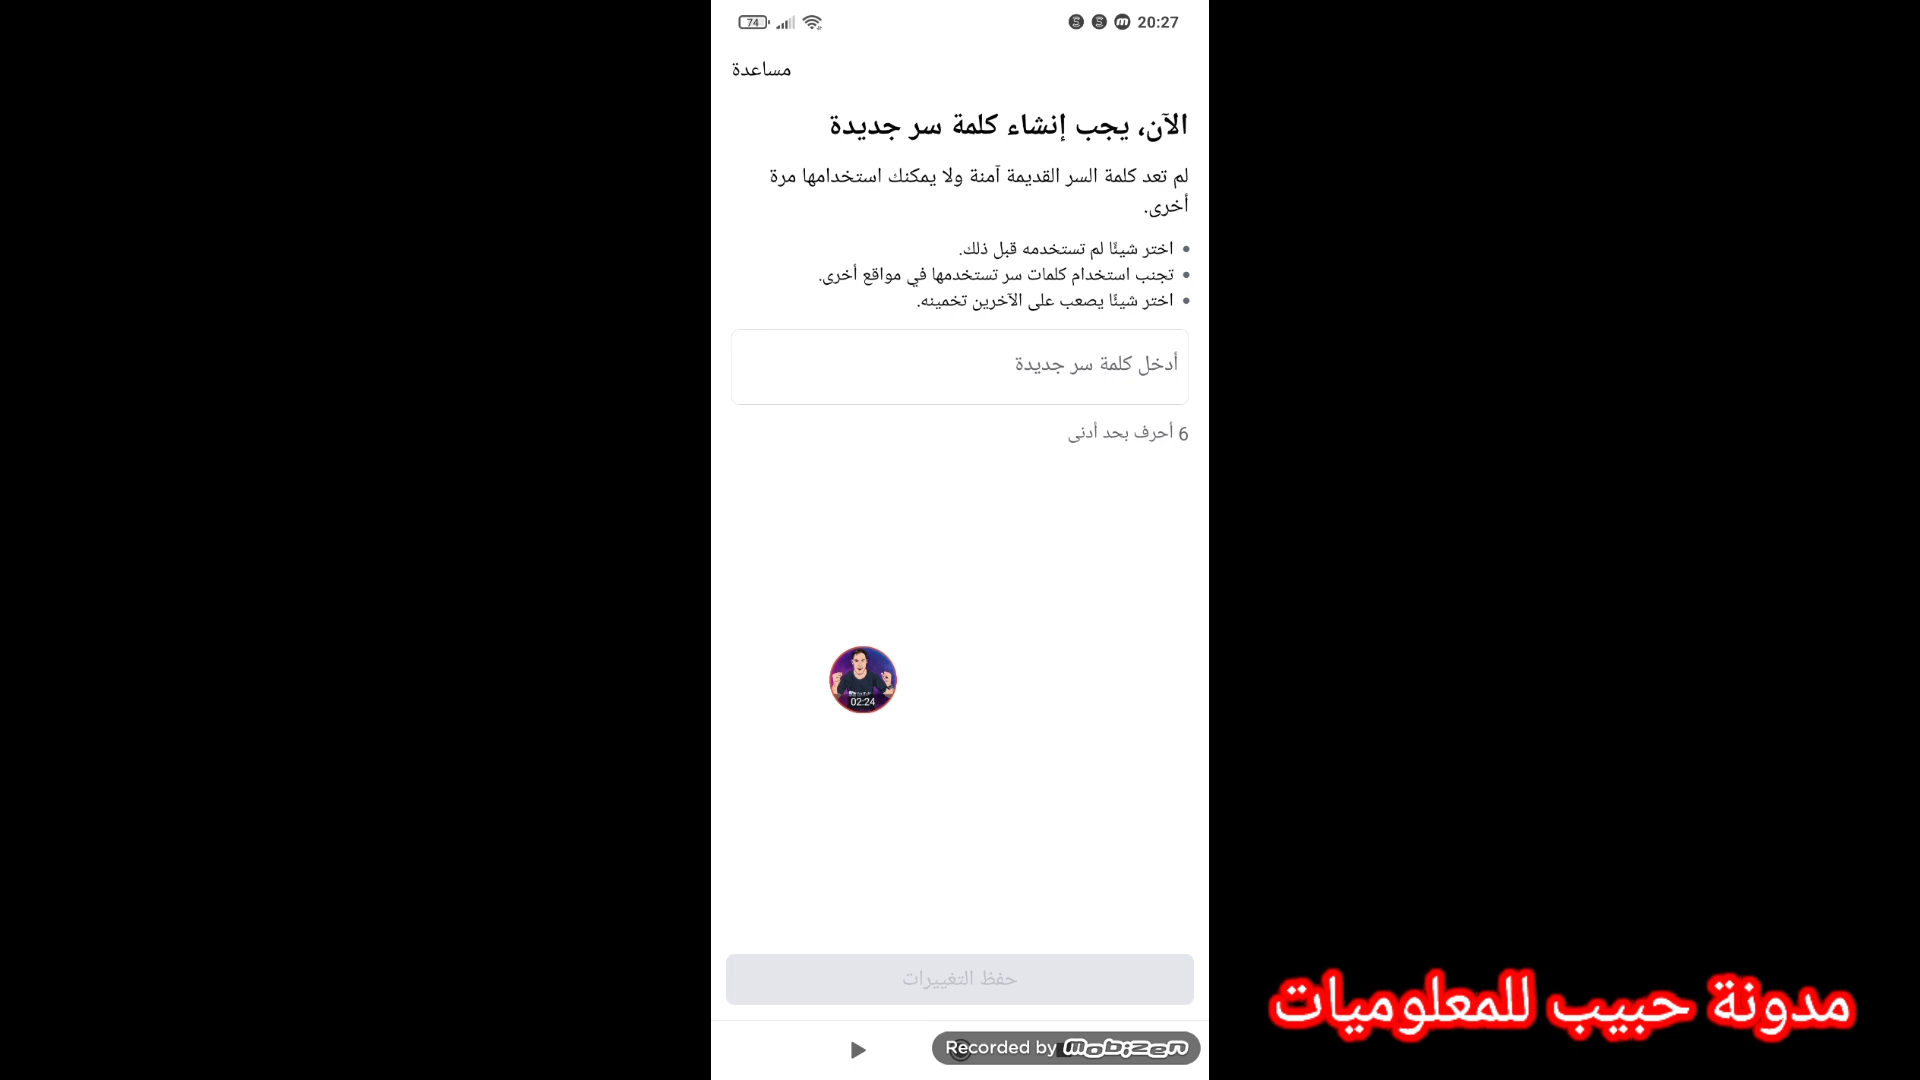 74
20:27
مساعدة
الآن، يجب إنشاء كلمة سر جديدة
لم تعد كلمة السر القديمة آمنة ولا يمكنك استخدامها مرة
أخرى.
• اختر شيئًا لم تستخدمه قبل ذلك.
• تجنب استخدام كلمات سر تستخدمها في مواقع أخرى.
• اختر شيئًا يصعب على الآخرين تخمينه.
أدخل كلمة سر جديدة
6 أحرف بحد أدنى
02:24
حفظ التغييرات
مدونة حبيب للمعلوميات
Recorded by mobizen